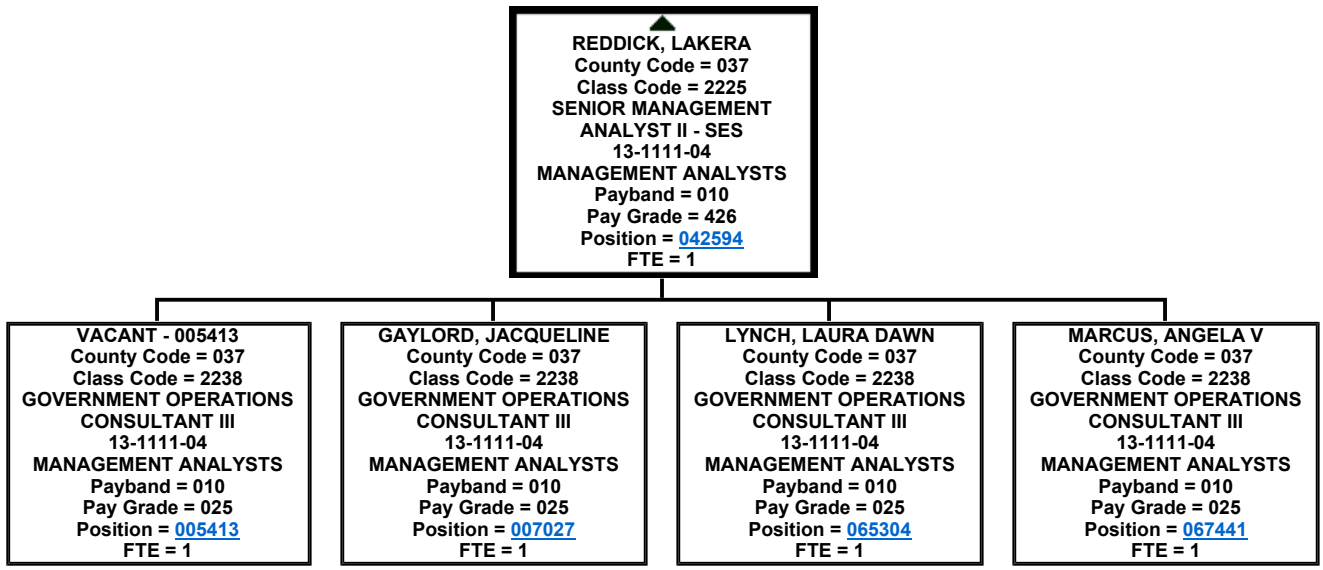 REDDICK, LAKERA
County Code = 037
Class Code = 2225
SENIOR MANAGEMENT
ANALYST II - SES
13-1111-04
MANAGEMENT ANALYSTS
Payband = 010
Pay Grade = 426
Position = 042594
FTE = 1
VACANT - 005413
County Code = 037
Class Code = 2238
GOVERNMENT OPERATIONS
CONSULTANT III
13-1111-04
MANAGEMENT ANALYSTS
Payband = 010
Pay Grade = 025
Position = 005413
FTE = 1
GAYLORD, JACQUELINE
County Code = 037
Class Code = 2238
GOVERNMENT OPERATIONS
CONSULTANT III
13-1111-04
MANAGEMENT ANALYSTS
Payband = 010
Pay Grade = 025
Position = 007027
FTE = 1
LYNCH, LAURA DAWN
County Code = 037
Class Code = 2238
GOVERNMENT OPERATIONS
CONSULTANT III
13-1111-04
MANAGEMENT ANALYSTS
Payband = 010
Pay Grade = 025
Position = 065304
FTE = 1
MARCUS, ANGELA V
County Code = 037
Class Code = 2238
GOVERNMENT OPERATIONS
CONSULTANT III
13-1111-04
MANAGEMENT ANALYSTS
Payband = 010
Pay Grade = 025
Position = 067441
FTE = 1